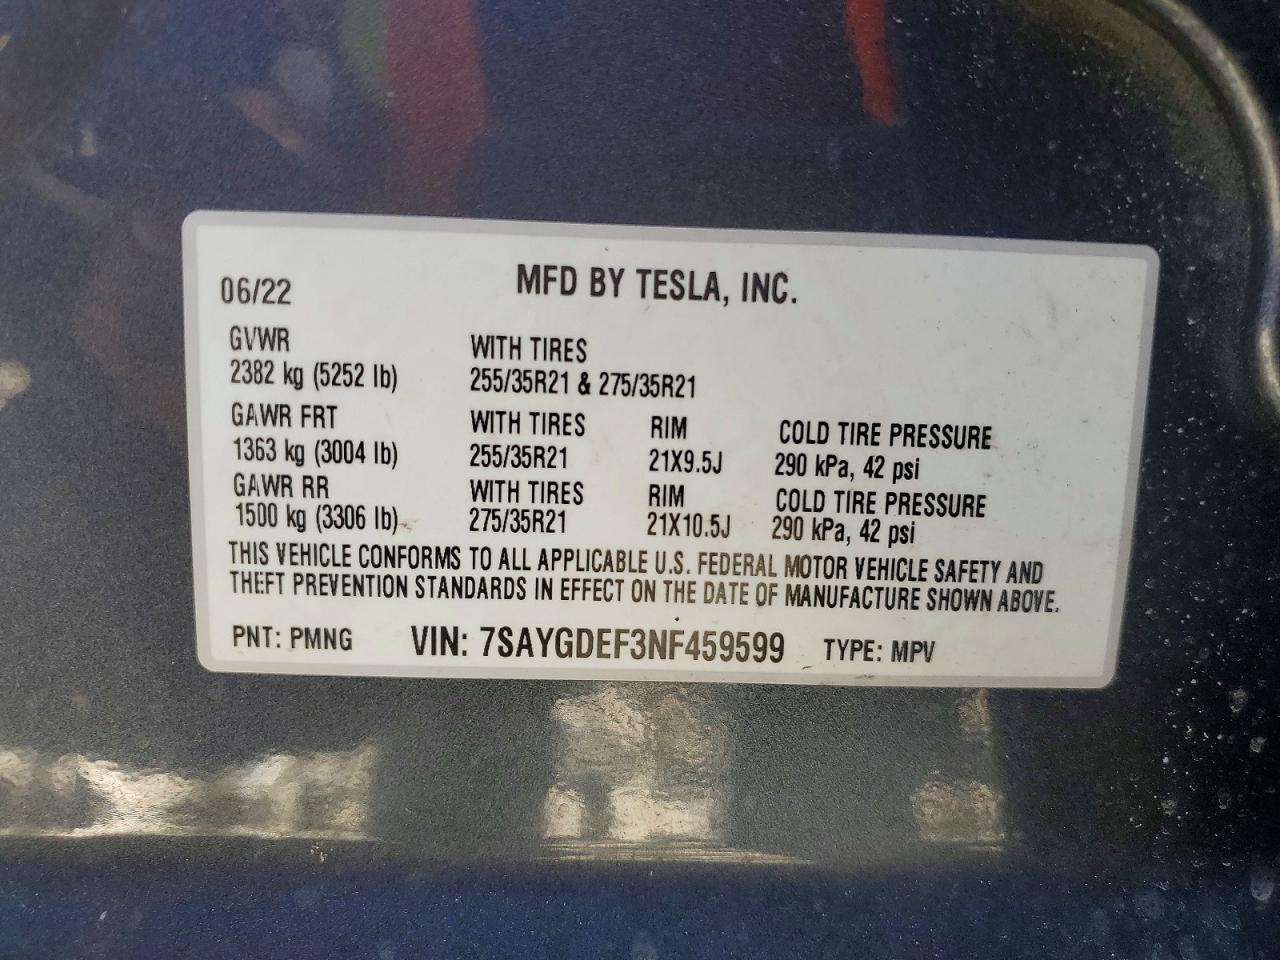 06/22 MFD BY TESLA, INC.
GVWR WITH TIRES
2382 kg (5252 lb) 255/35R21 & 275/35R21
GAWR FRT WITH TIRES RIM COLD TIRE PRESSURE
1363 kg (3004 lb) 255/35R21 21X9.5J 290 kPa, 42 psi
GAWR RR WITH TIRES RIM COLD TIRE PRESSURE
1500 kg (3306 lb) 275/35R21 21X10.5J 290 kPa, 42 psi
THIS VEHICLE CONFORMS TO ALL APPLICABLE U.S. FEDERAL MOTOR VEHICLE SAFETY AND
THEFT PREVENTION STANDARDS IN EFFECT ON THE DATE OF MANUFACTURE SHOWN ABOVE.
PNT: PMNG VIN: 7SAYGDEF3NF459599 TYPE: MPV